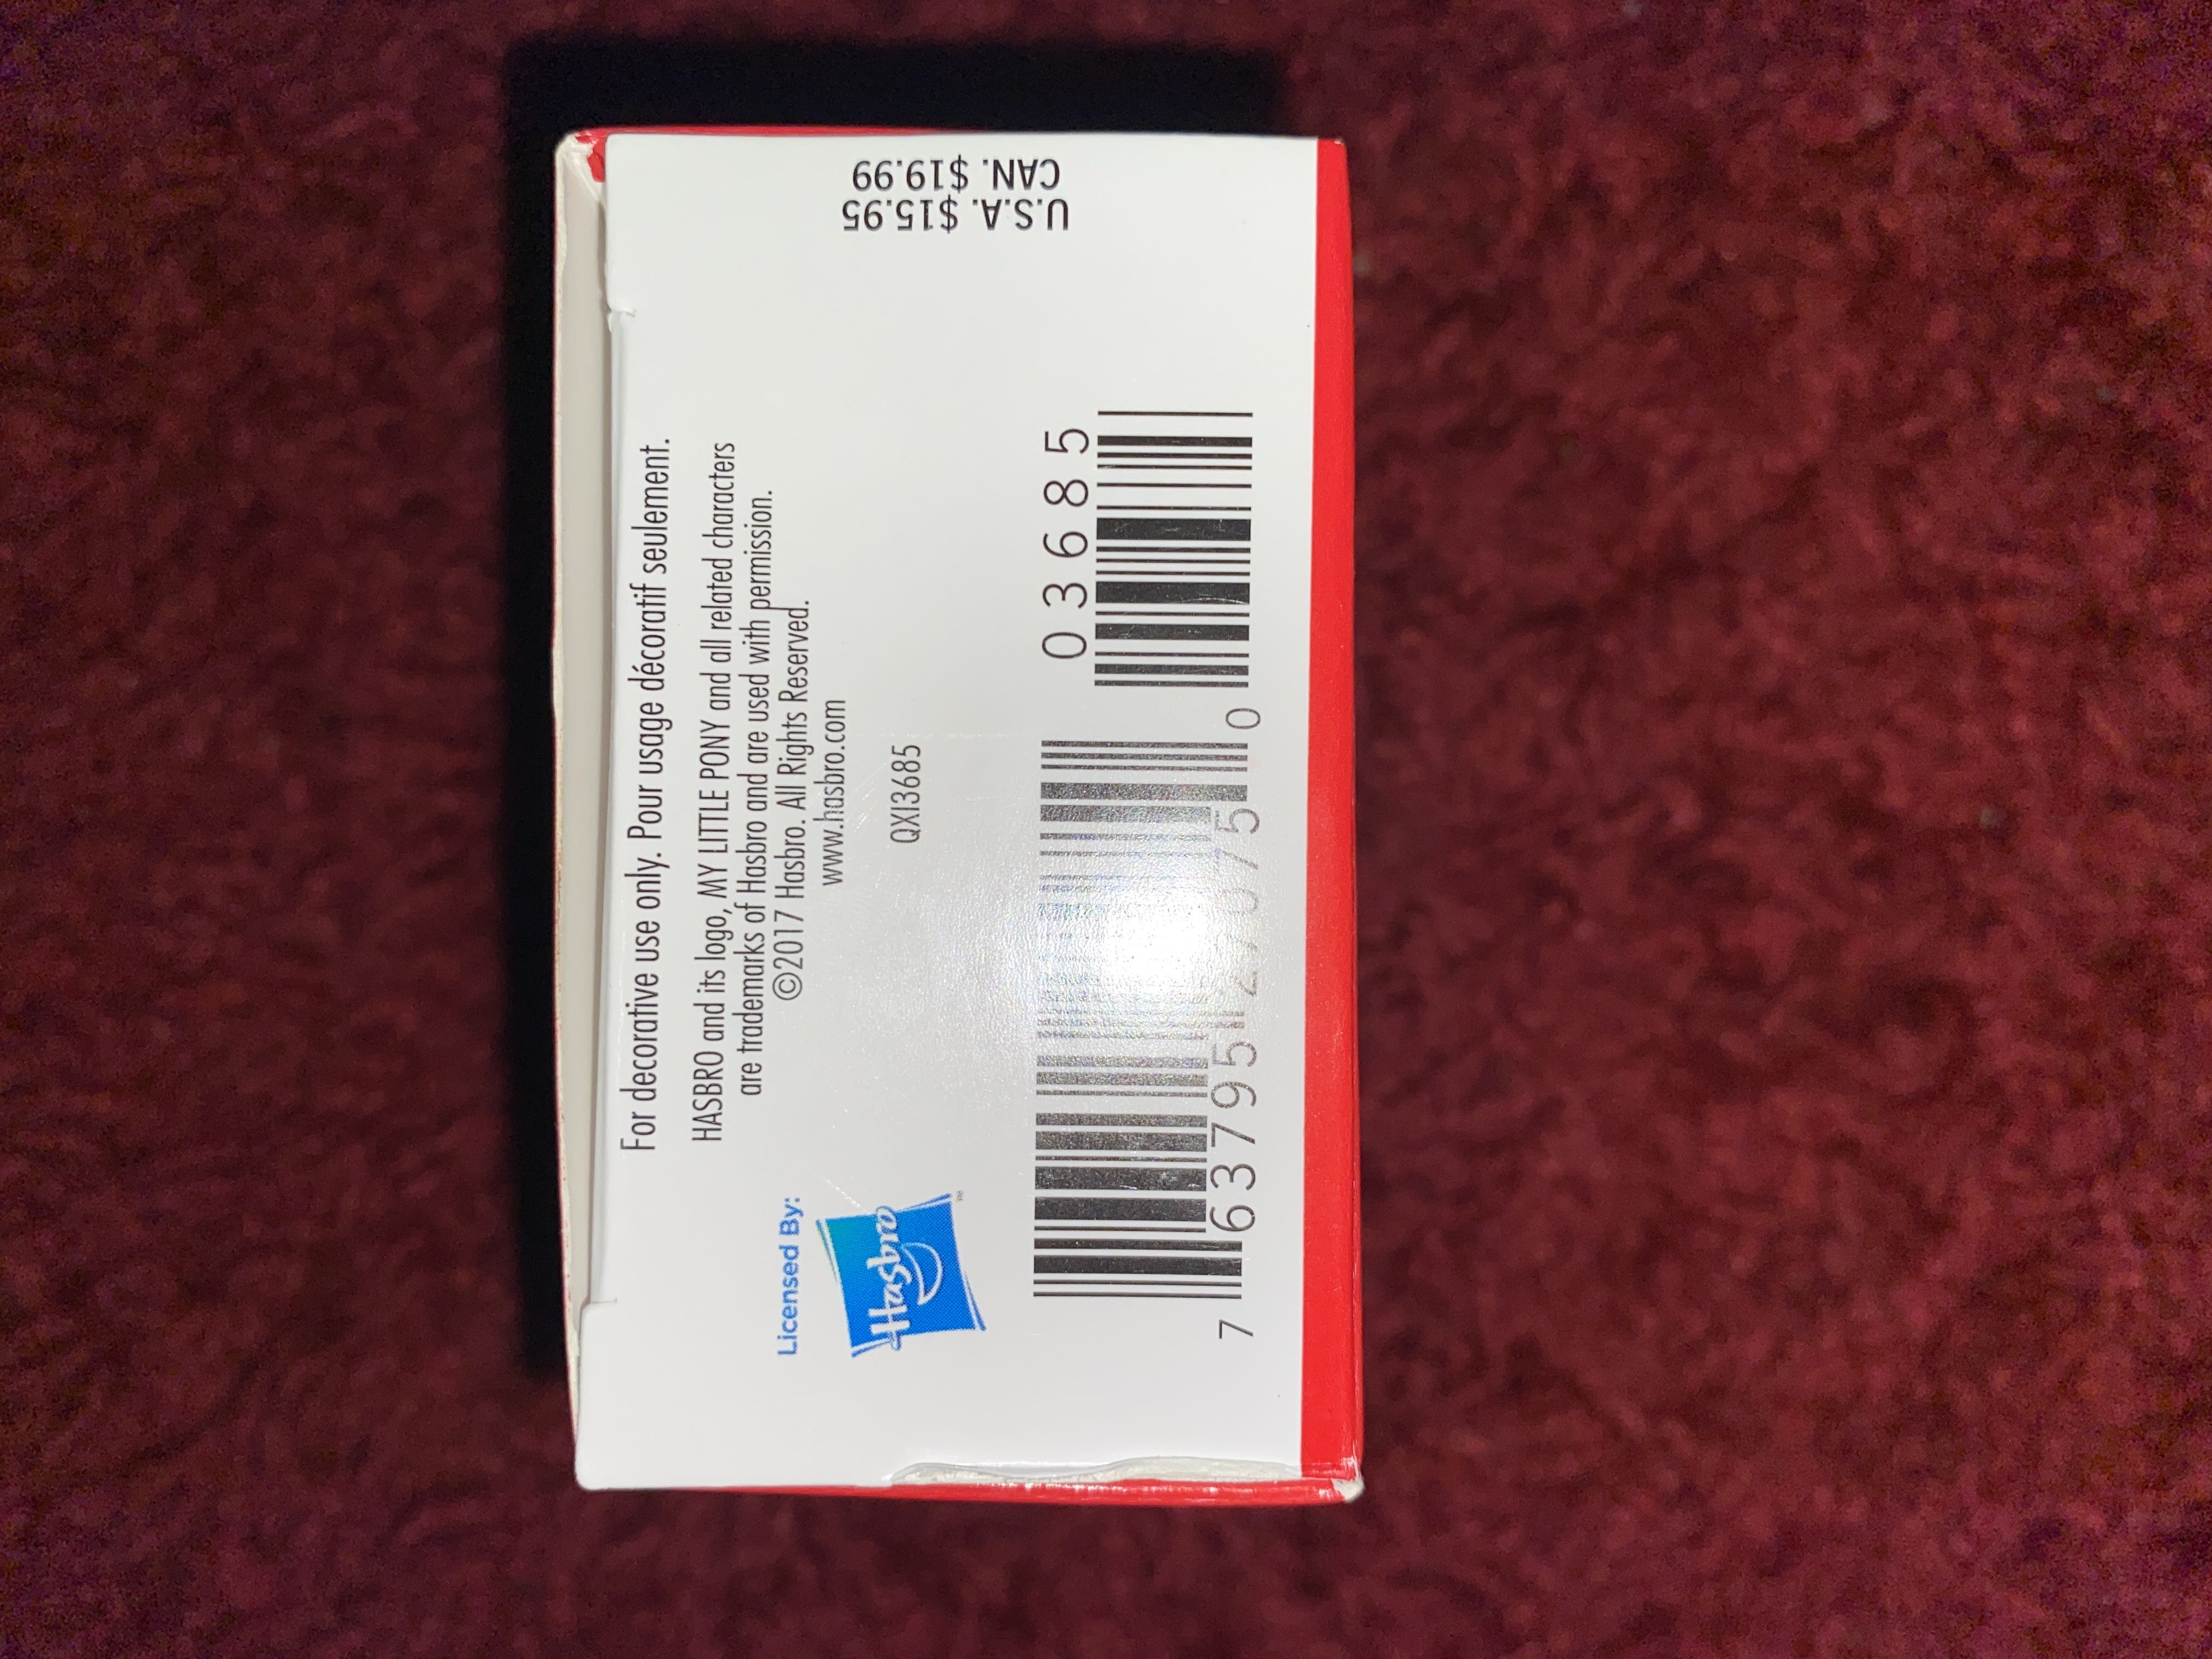 For decorative use only. Pour usage décoratif seulement.
HASBRO and its logo, MY LITTLE PONY and all related characters
are trademarks of Hasbro and are used with permission.
©2017 Hasbro. All Rights Reserved.
www.hasbro.com
Licensed By:
Hasbro
™
QXI3685
03685
7 63795 0
U.S.A. $15.95
CAN. $19.99